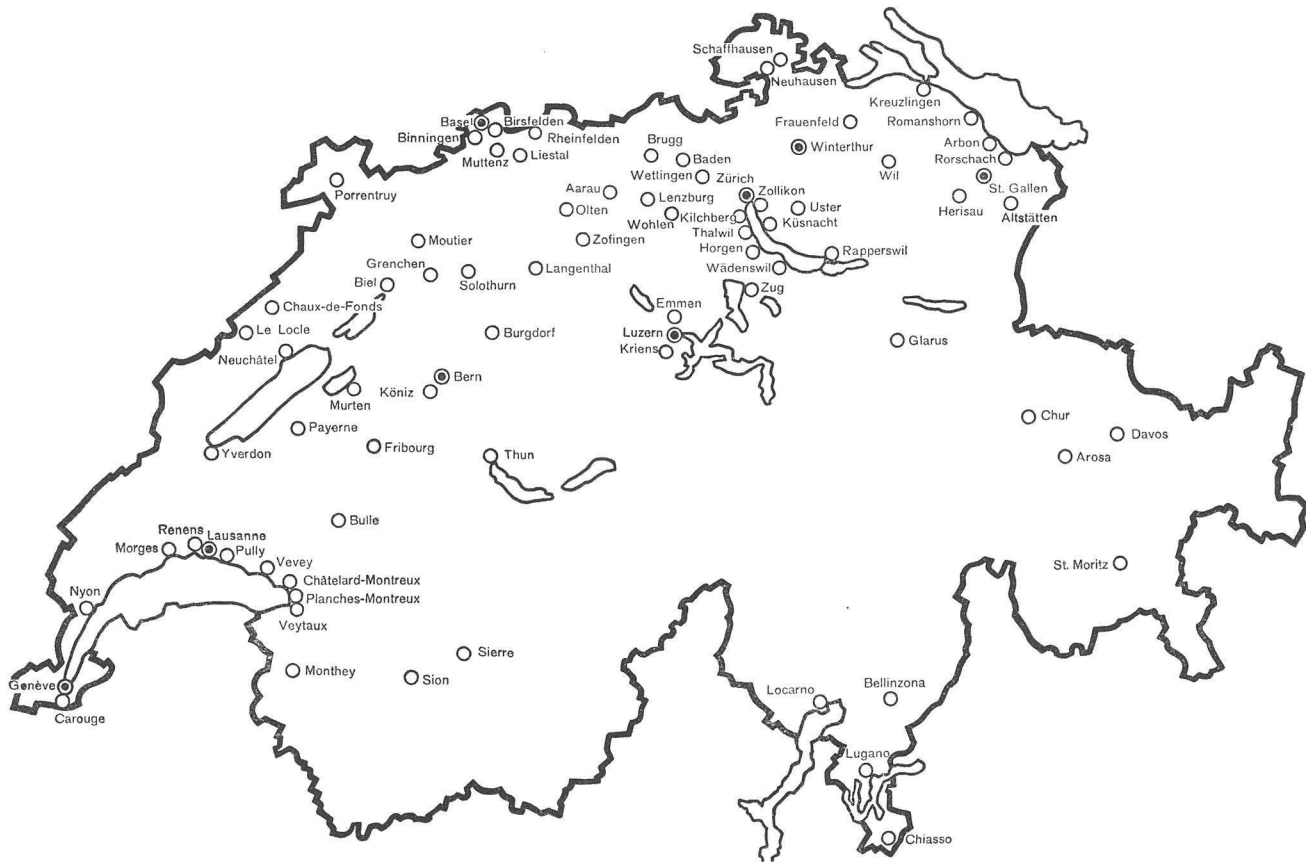 Schaffhausen
Neuhausen
Kreuzlingen
Basel
Birsfelden
Frauenfeld
Romanshorn
Binningen
Rheinfelden
Brugg
Winterthur
Arbon
Muttenz
Liestal
Baden
Rorschach
Wettingen
Wil
Zürich
Porrentruy
Aarau
Lenzburg
Zollikon
St. Gallen
Olten
Kilchberg
Uster
Herisau
Altstätten
Wohlen
Küsnacht
Thalwil
Moutier
Zofingen
Horgen
Rapperswil
Grenchen
Solothurn
Langenthal
Wädenswil
Biel
Zug
Chaux-de-Fonds
Emmen
Le Locle
Burgdorf
Luzern
Glarus
Neuchâtel
Kriens
Bern
Murten
Köniz
Chur
Payerne
Davos
Fribourg
Yverdon
Thun
Arosa
Bulle
Renens
Lausanne
Morges
Pully
Vevey
St. Moritz
Châtelard-Montreux
Nyon
Planches-Montreux
Veytaux
Sierre
Monthey
Sion
Genève
Locarno
Bellinzona
Carouge
Lugano
Chiasso